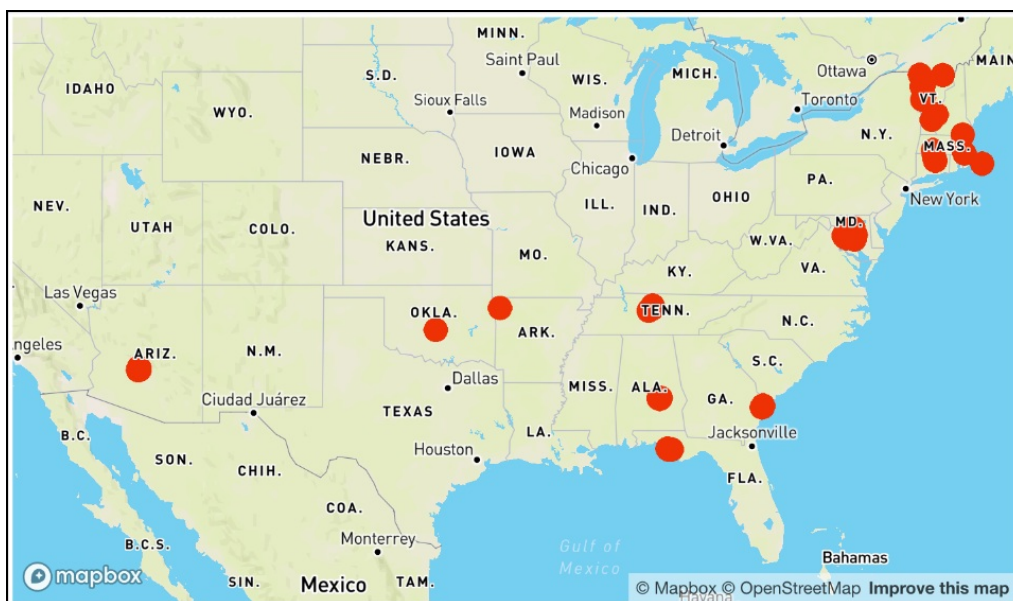 MINN.
Ottawa
MAIN
IDAHO
S.D.
Saint Paul
WIS.
MICH.
Toronto
VT.
WYO.
Sioux Falls
Madison
N.Y.
Detroit
MASS.
NEBR.
IOWA
Chicago
PA.
New York
NEV.
UTAH
COLO.
United States
ILL.
IND.
OHIO
MD.
KANS.
MO.
W.VA.
VA.
KY.
Las Vegas
OKLA.
TENN.
ngeles
ARIZ.
N.M.
ARK.
N.C.
S.C.
Dallas
MISS.
ALA.
GA.
Ciudad Juárez
TEXAS
B.C.
LA.
Jacksonville
SON.
Houston
CHIH.
FLA.
COA.
B.C.S.
Monterrey
Gulf of
Mexico
Bahamas
mapbox
SIN.
Mexico
TAM.
© Mapbox © OpenStreetMap Improve this map
Havana